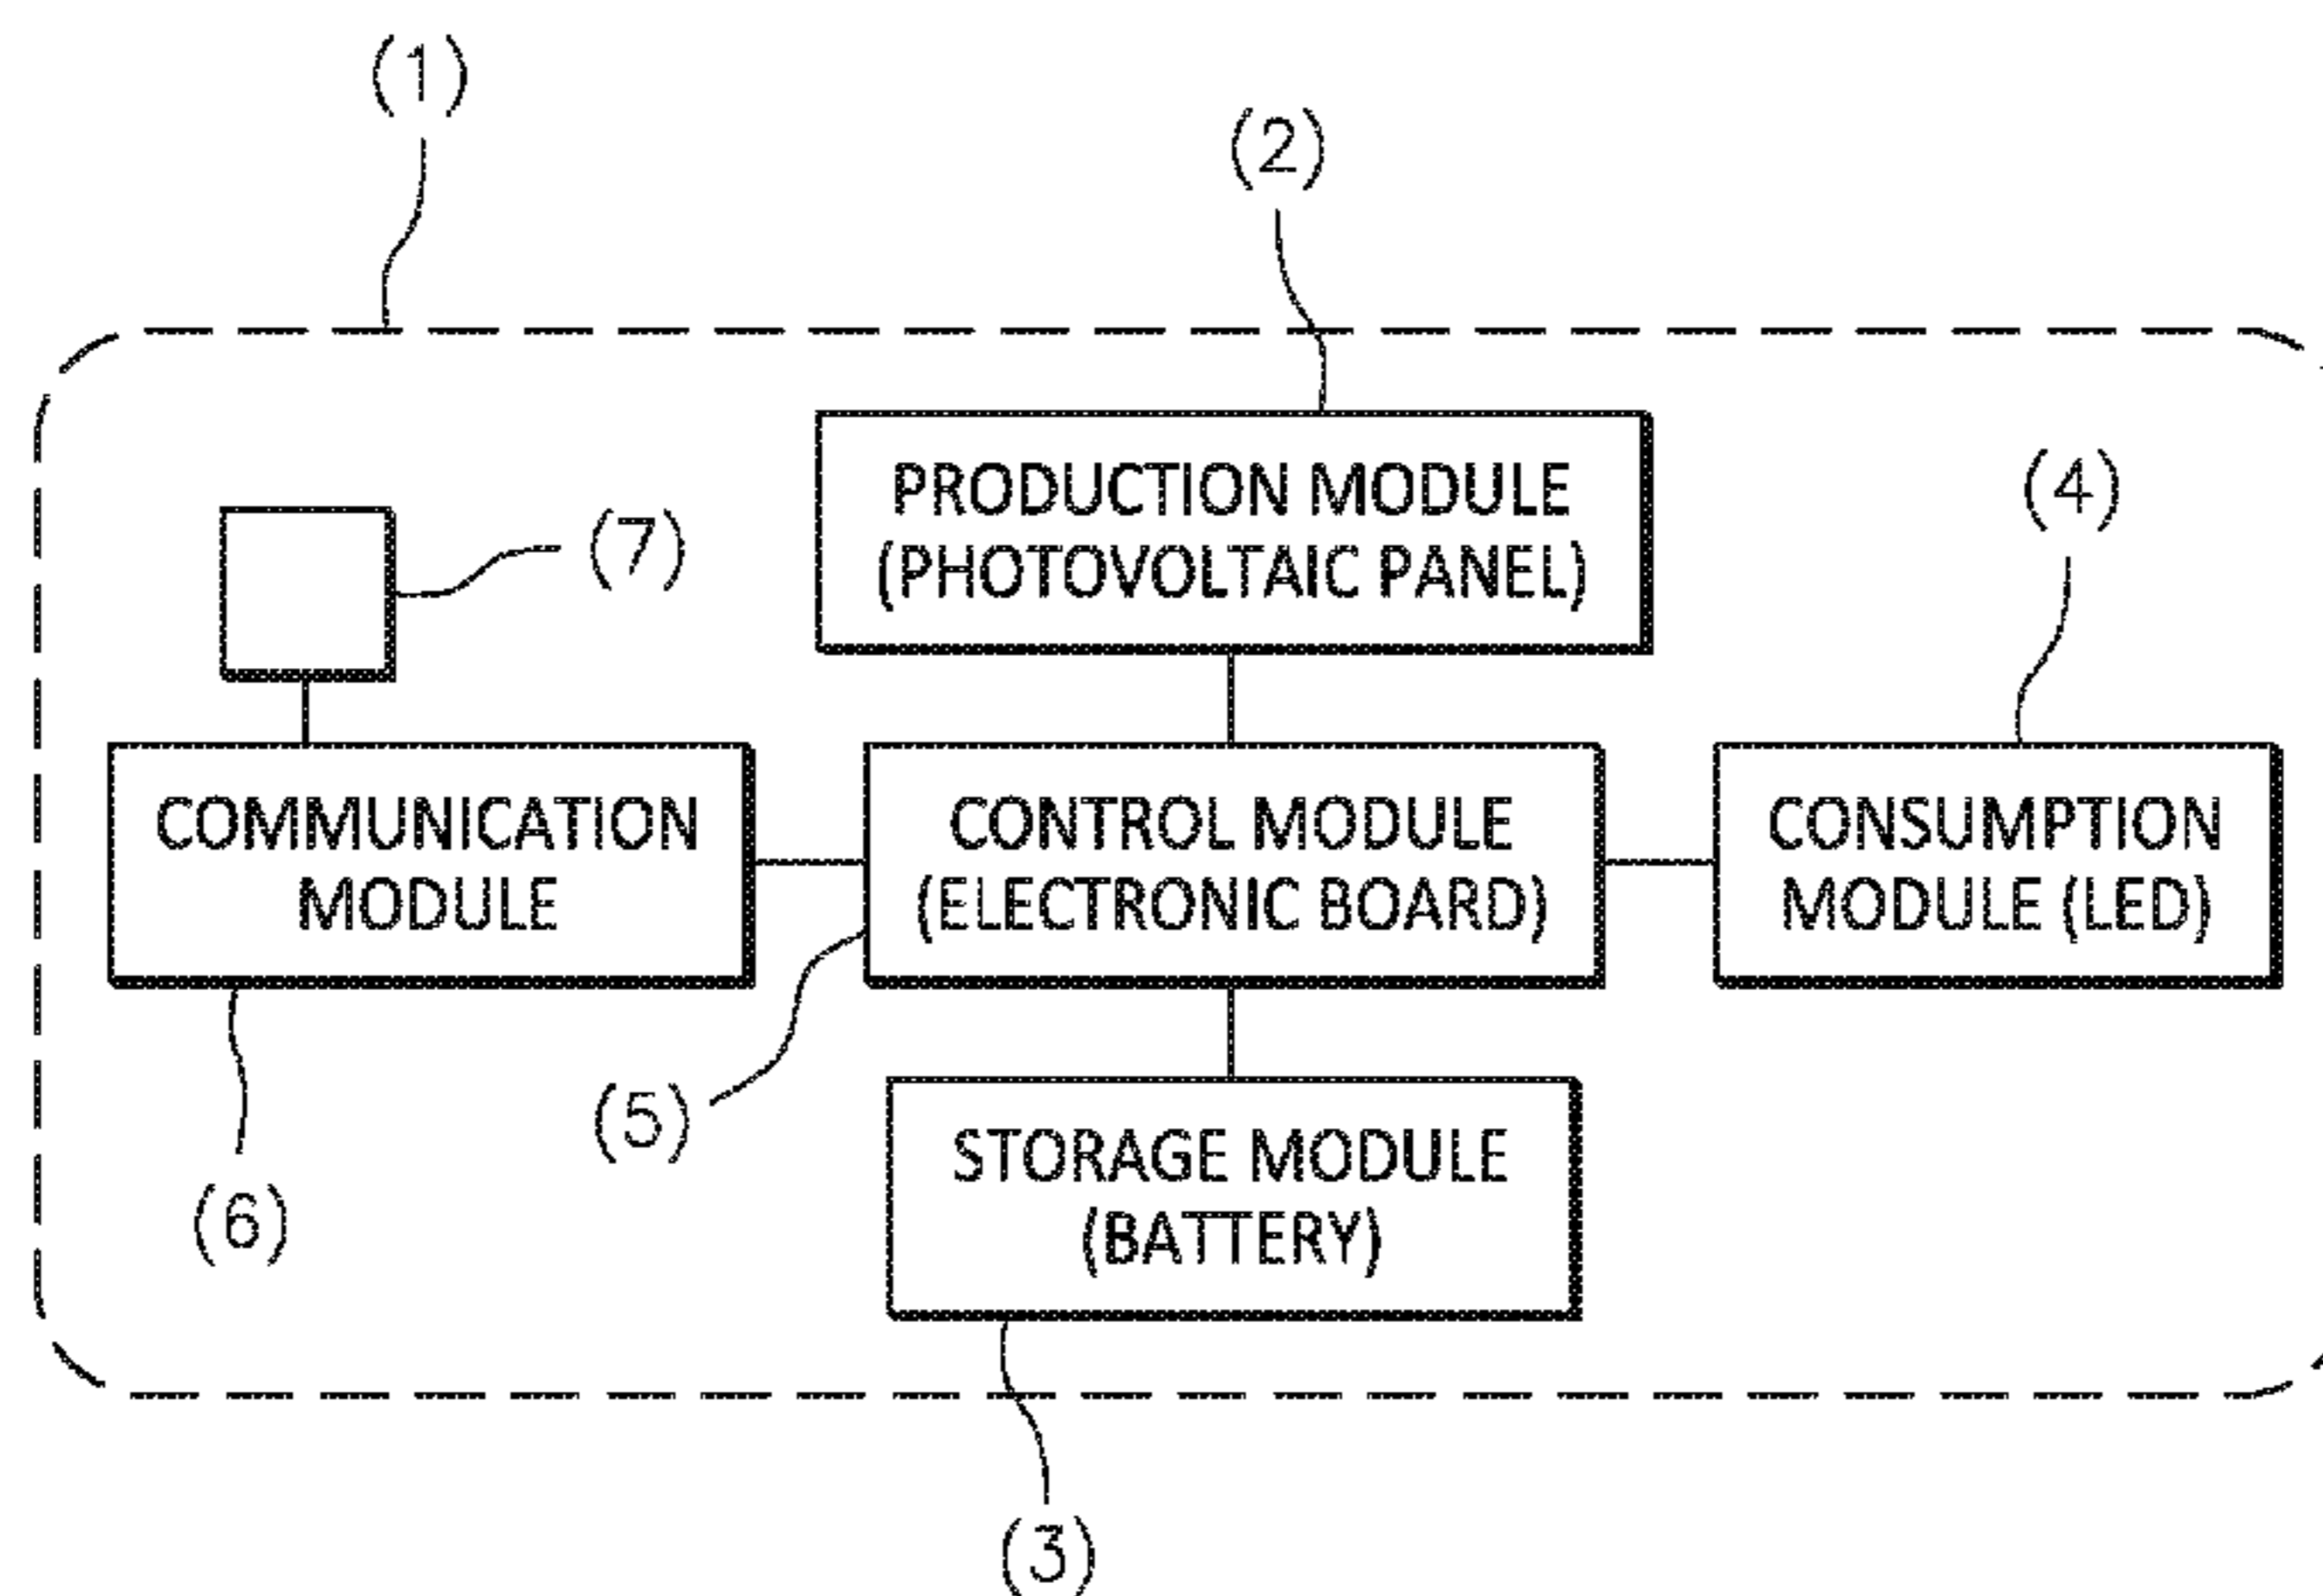 (1)
(2)
PRODUCTION MODULE
(PHOTOVOLTAIC PANEL)
(4)
(7)
COMMUNICATION
MODULE
CONTROL MODULE
(ELECTRONIC BOARD)
CONSUMPTION
MODULE (LED)
(5)
(6)
STORAGE MODULE
(BATTERY)
(3)